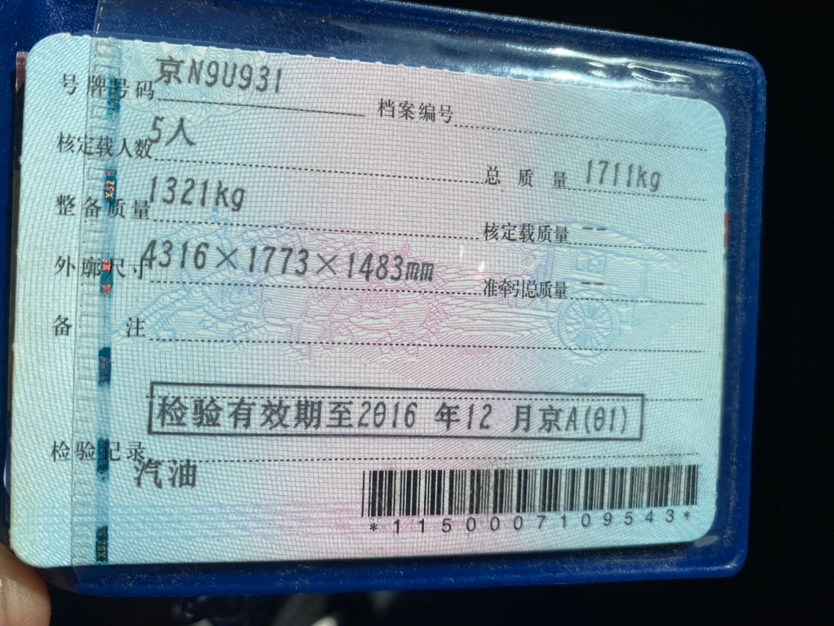 号牌号码 京N9U931 档案编号
核定载人数 5人 总质量 1711kg
整备质量 1321kg 核定载质量 --
外廓尺寸 4316×1773×1483mm 准牵引总质量 --
备注
检验有效期至2016 年12 月京A(01)
检验记录
汽油
*1150007109543*